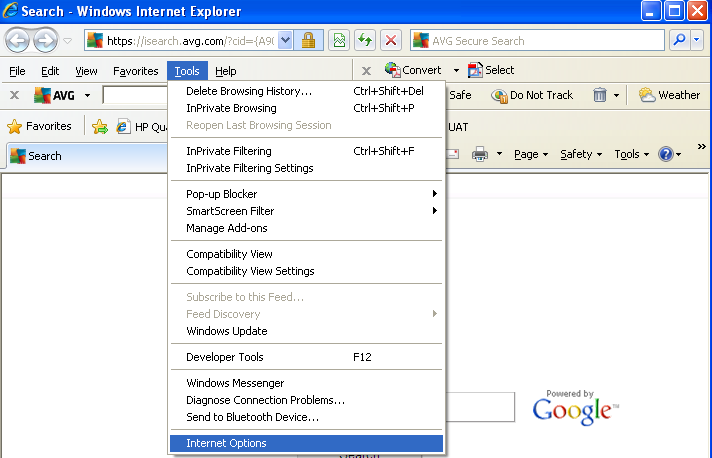 Search - Windows Internet Explorer
https://isearch.avg.com/?cid={A90
AVG Secure Search
File Edit View Favorites Tools Help
x Convert Select
x AVG Safe Do Not Track Weather
Favorites HP Qu UAT
Search Page Safety Tools
Delete Browsing History... Ctrl+Shift+Del
InPrivate Browsing Ctrl+Shift+P
Reopen Last Browsing Session
InPrivate Filtering Ctrl+Shift+F
InPrivate Filtering Settings
Pop-up Blocker
SmartScreen Filter
Manage Add-ons
Compatibility View
Compatibility View Settings
Subscribe to this Feed...
Feed Discovery
Windows Update
Developer Tools F12
Windows Messenger
Diagnose Connection Problems...
Send to Bluetooth Device...
Internet Options
Powered by
Google™
Search